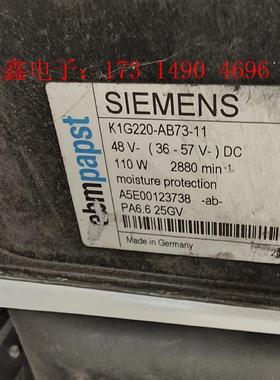 鑫电子：173 1490 4696
SIEMENS
K1G220-AB73-11
48 V- (36 - 57 V-) DC
110 W 2880 min-1
moisture protection
A5E00123738 -ab-
PA6.6 25GV
Made in Germany
ebmpapst